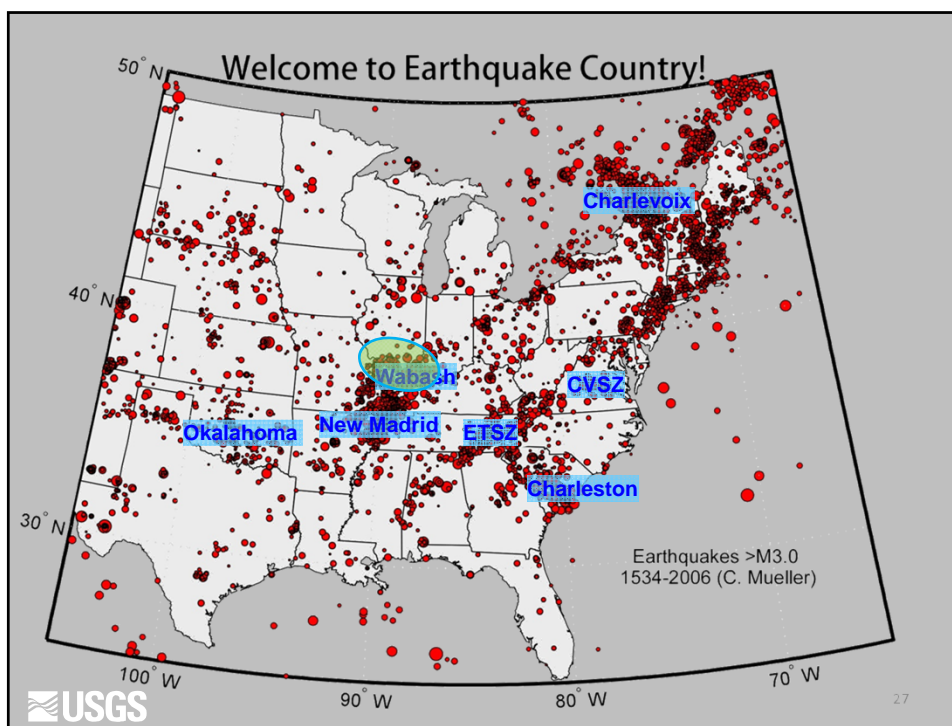 Welcome to Earthquake Country!
50° N
Charlevoix
40° N
Wabash
CVSZ
Okalahoma
New Madrid
ETSZ
Charleston
30° N
Earthquakes >M3.0
1534-2006 (C. Mueller)
100° W
90° W
80° W
70° W
USGS
27